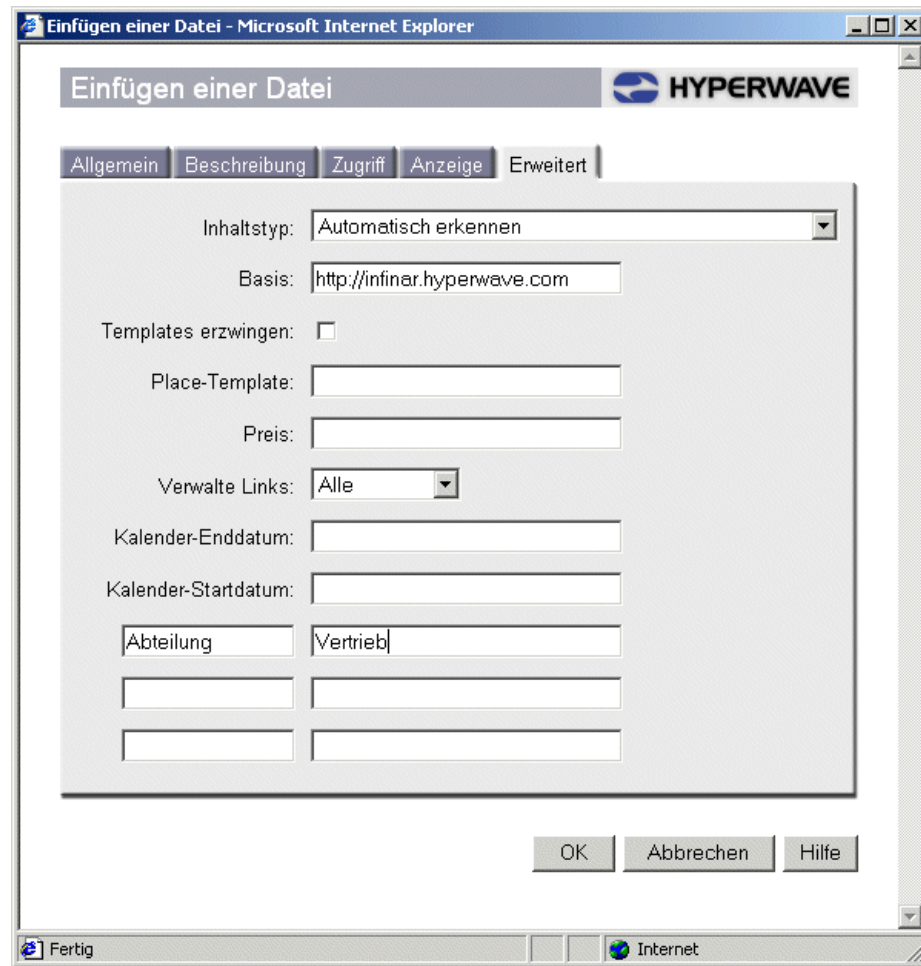 Einfügen einer Datei - Microsoft Internet Explorer
Einfügen einer Datei HYPERWAVE
Allgemein Beschreibung Zugriff Anzeige Erweitert
Inhaltstyp: Automatisch erkennen
Basis: http://infinar.hyperwave.com
Templates erzwingen:
Place-Template:
Preis:
Verwalte Links: Alle
Kalender-Enddatum:
Kalender-Startdatum:
Abteilung Vertrieb
OK Abbrechen Hilfe
Fertig Internet